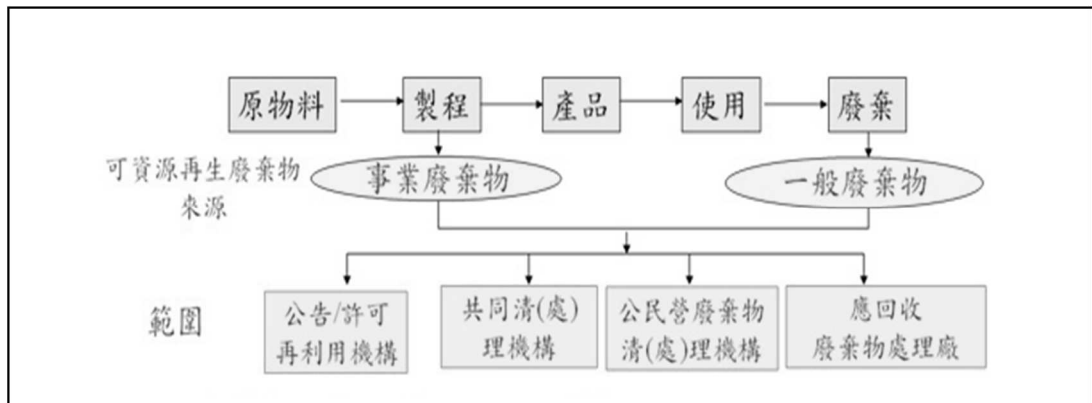 原物料
製程
產品
使用
廢棄
可資源再生廢棄物
來源
事業廢棄物
一般廢棄物
範圍
公告/許可
再利用機構
共同清(處)
理機構
公民營廢棄物
清(處)理機構
應回收
廢棄物處理廠